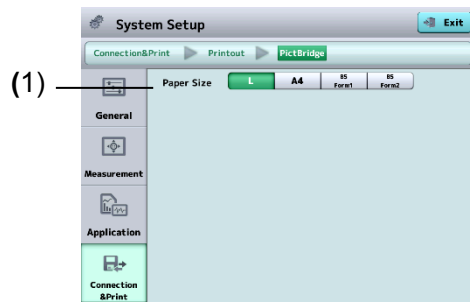 System Setup
Exit
Connection&Print
Printout
PictBridge
(1)
Paper Size
L
A4
B5 Form1
B5 Form2
General
Measurement
Application
Connection
&Print